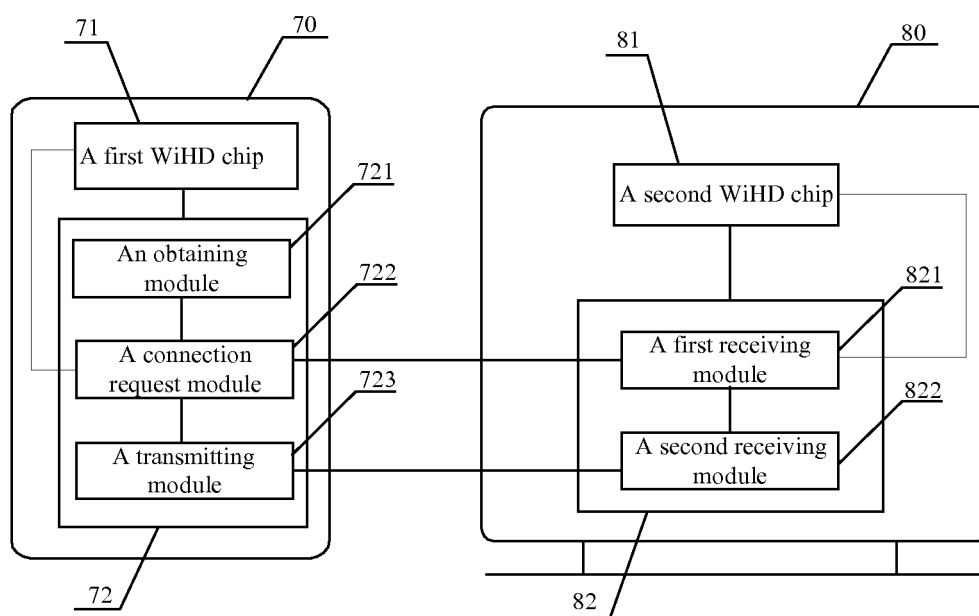 71
70
81
80
A first WiHD chip
721
A second WiHD chip
An obtaining
module
722
821
A connection
request module
A first receiving
module
723
822
A transmitting
module
A second receiving
module
72
82